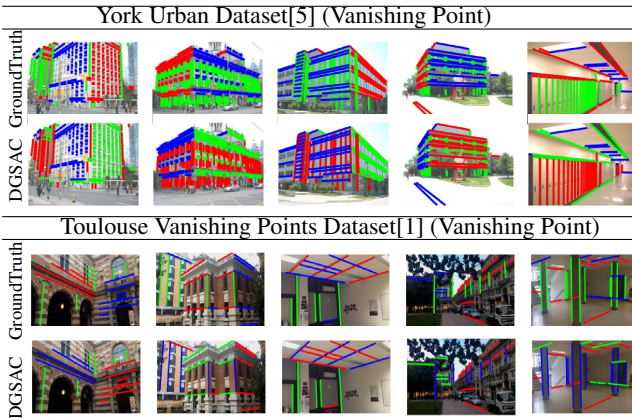 York Urban Dataset[5] (Vanishing Point)
GroundTruth
DGSAC
Toulouse Vanishing Points Dataset[1] (Vanishing Point)
GroundTruth
DGSAC